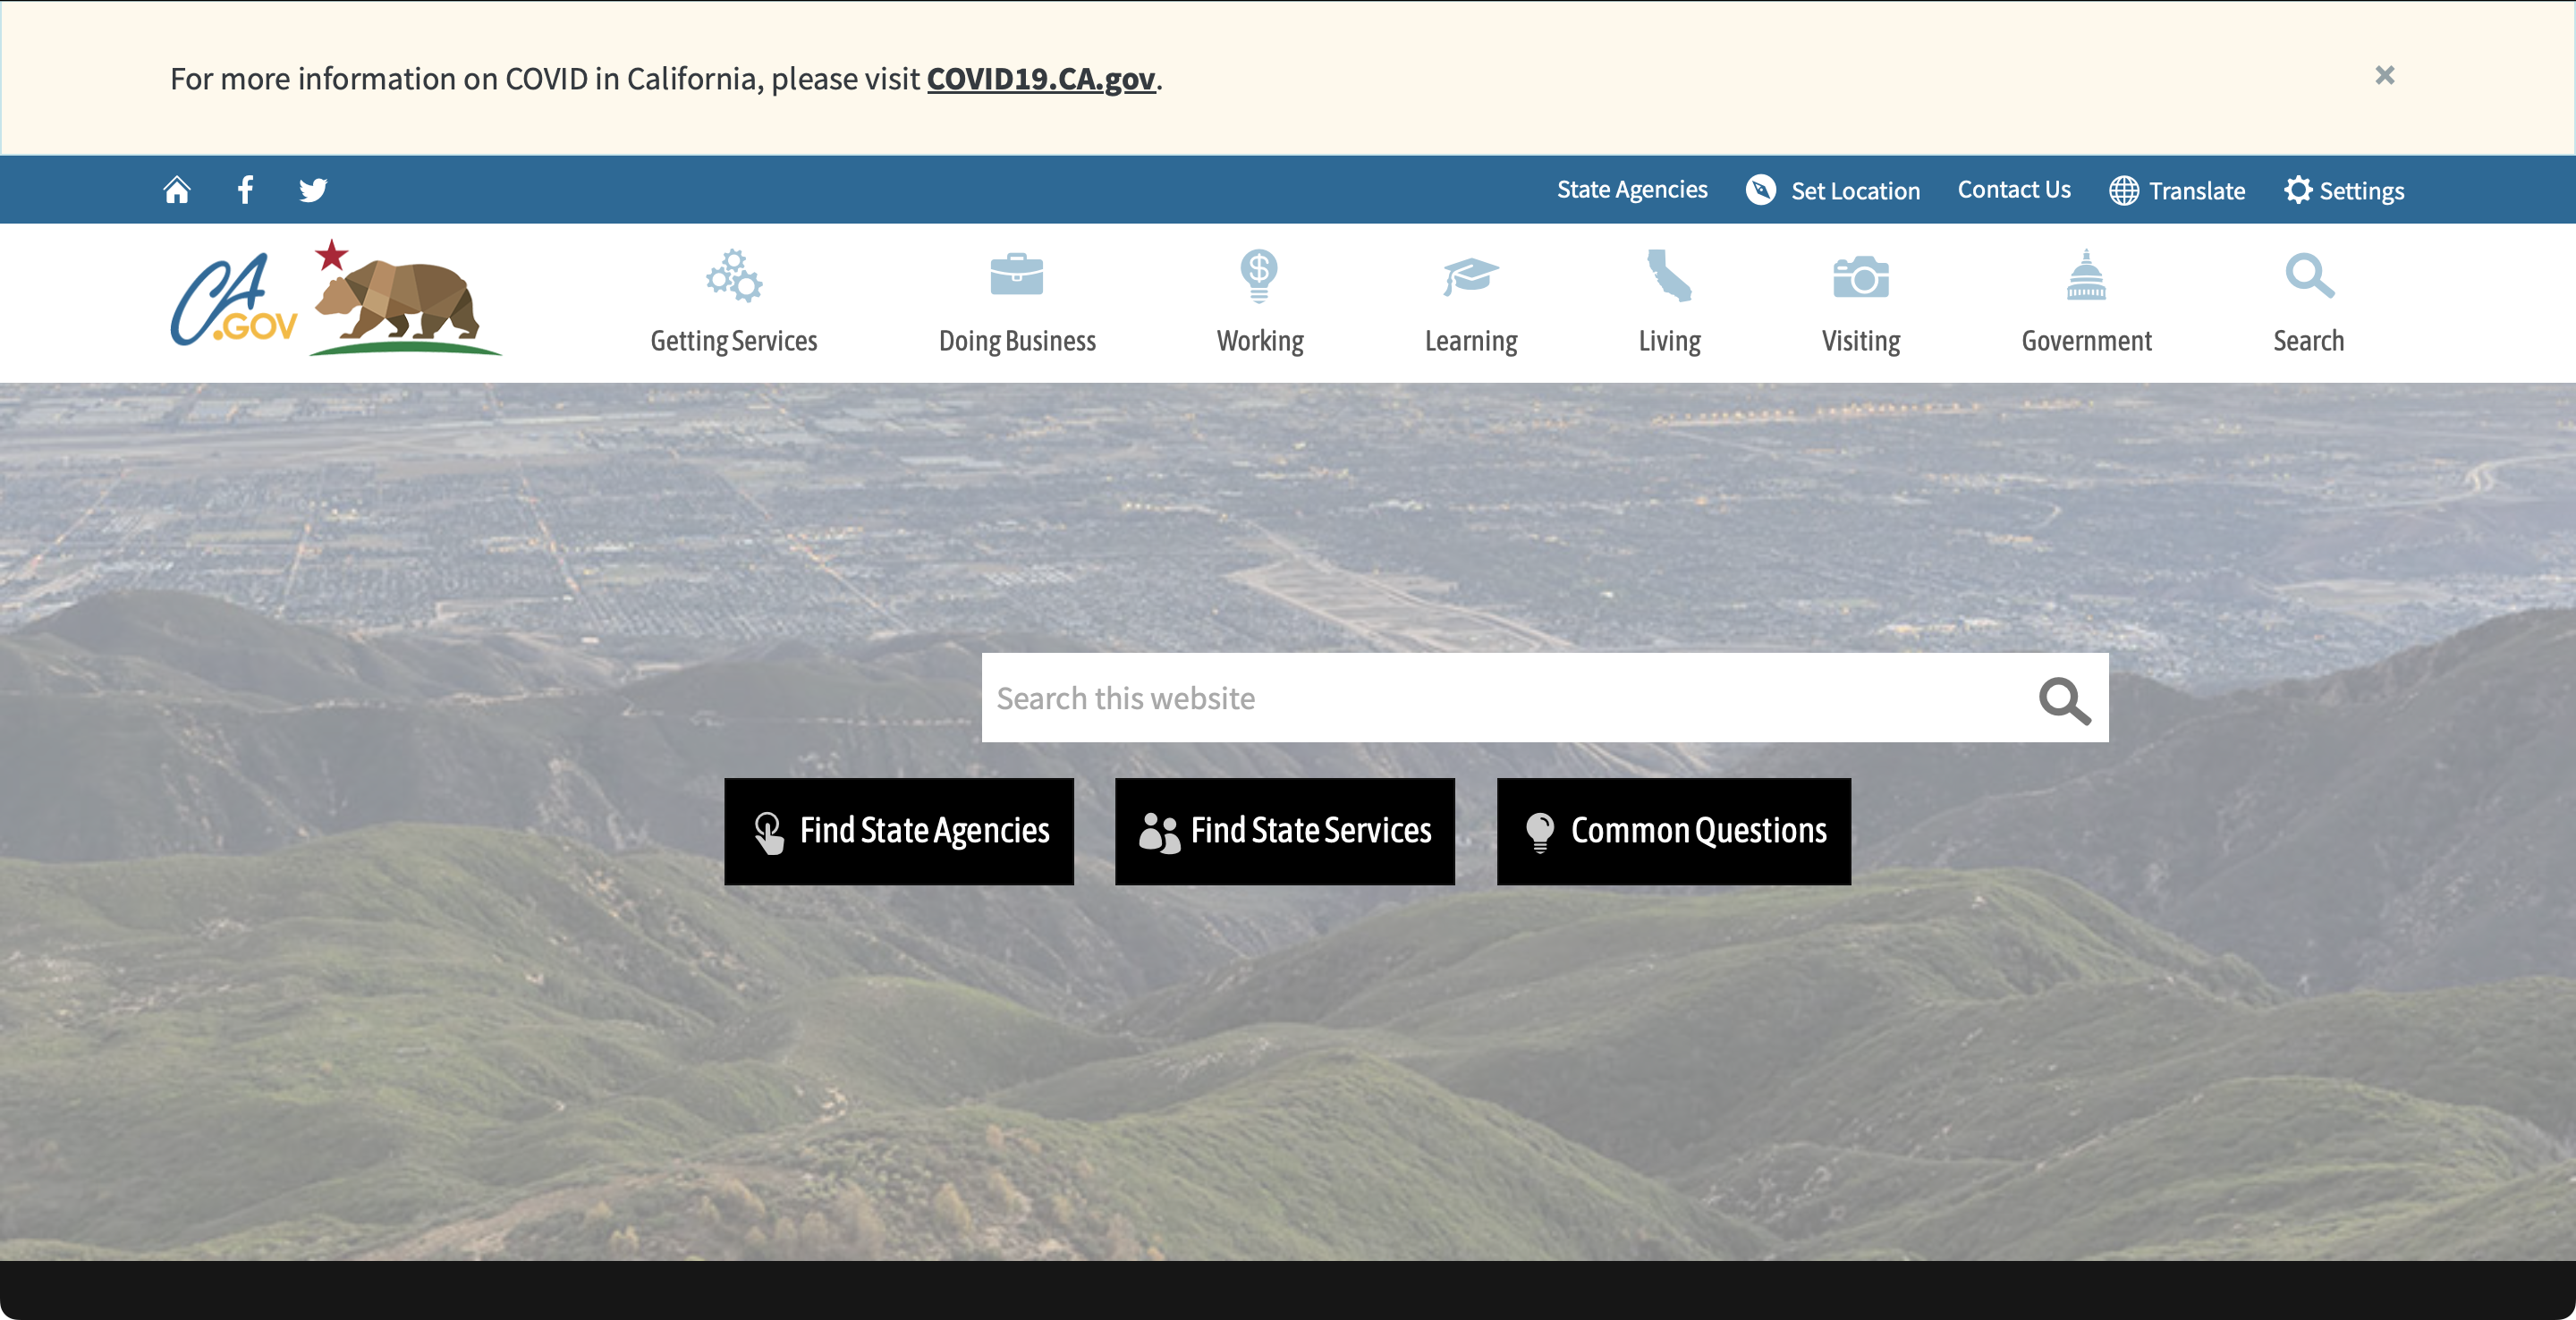 For more information on COVID in California, please visit COVID19.CA.gov.
×
State Agencies Set Location Contact Us Translate Settings
CA
.GOV
Getting Services Doing Business Working Learning Living Visiting Government Search
Search this website
Find State Agencies Find State Services Common Questions